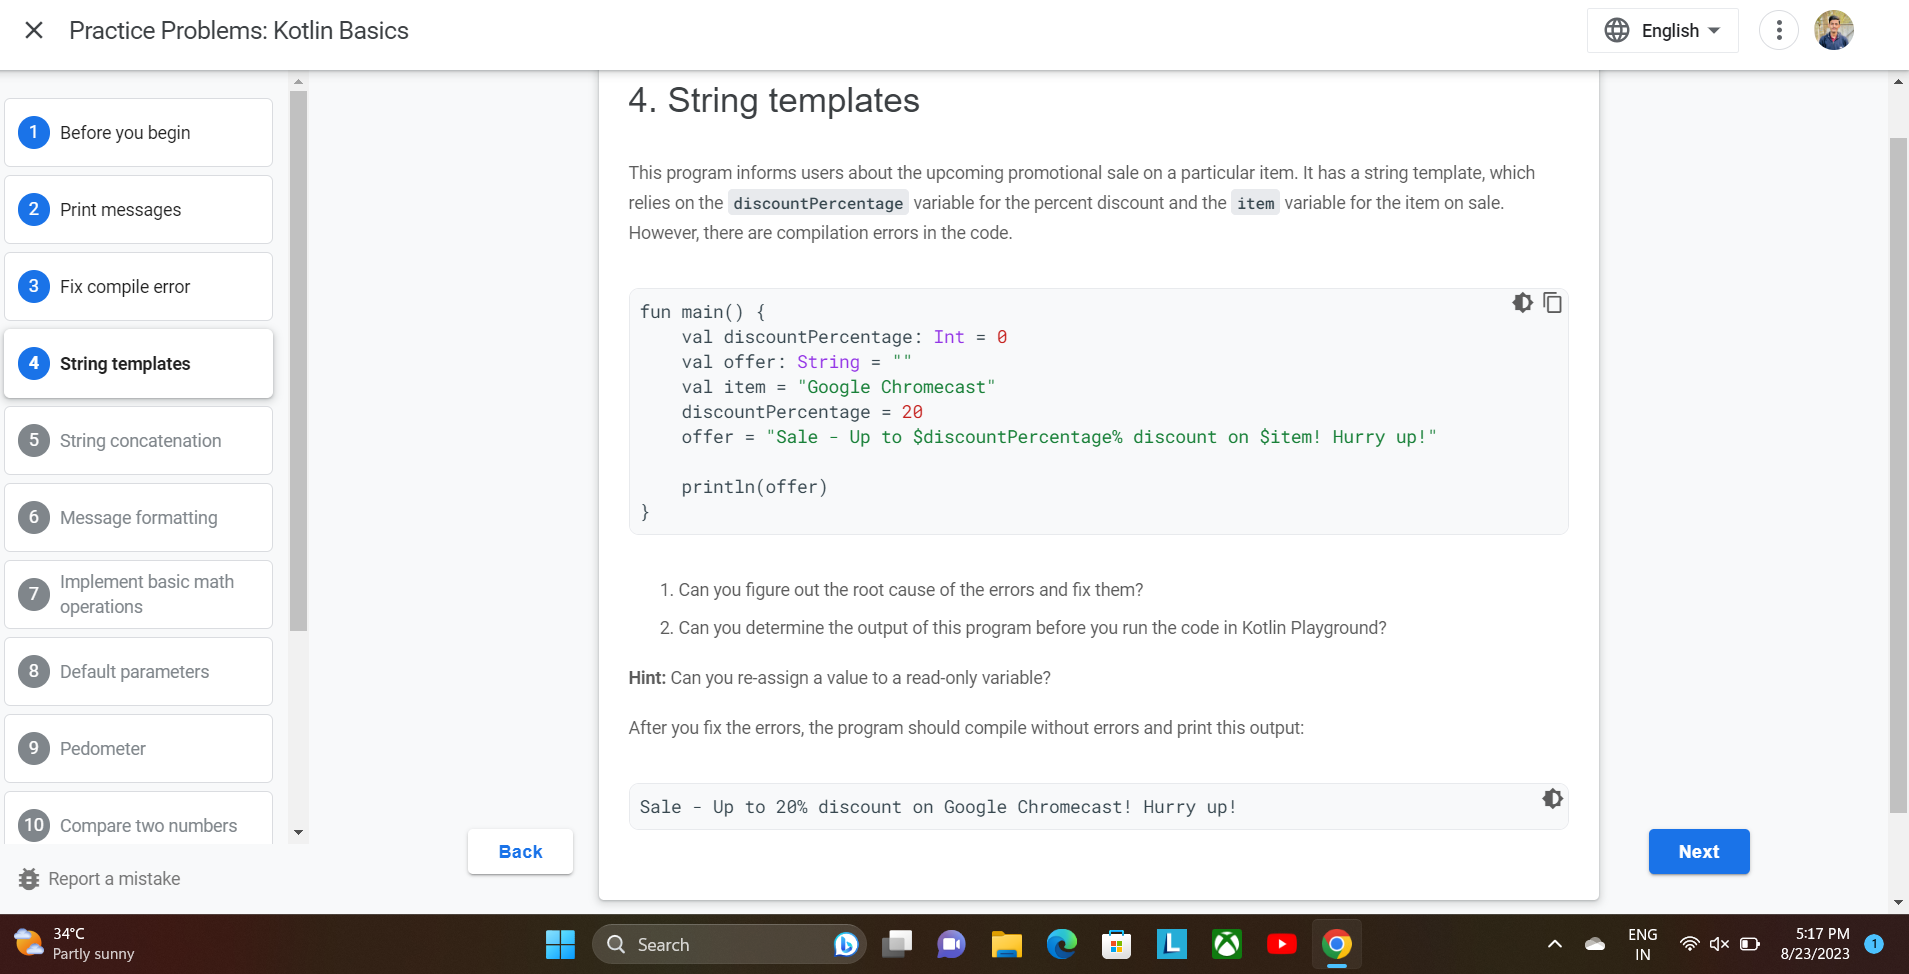 Practice Problems: Kotlin Basics
English
1 Before you begin
2 Print messages
3 Fix compile error
4 String templates
5 String concatenation
6 Message formatting
7 Implement basic math
operations
8 Default parameters
9 Pedometer
10 Compare two numbers
Report a mistake
4. String templates
This program informs users about the upcoming promotional sale on a particular item. It has a string template, which
relies on the discountPercentage variable for the percent discount and the item variable for the item on sale.
However, there are compilation errors in the code.
fun main() {
    val discountPercentage: Int = 0
    val offer: String = ""
    val item = "Google Chromecast"
    discountPercentage = 20
    offer = "Sale - Up to $discountPercentage% discount on $item! Hurry up!"
    println(offer)
}
1. Can you figure out the root cause of the errors and fix them?
2. Can you determine the output of this program before you run the code in Kotlin Playground?
Hint: Can you re-assign a value to a read-only variable?
After you fix the errors, the program should compile without errors and print this output:
Sale - Up to 20% discount on Google Chromecast! Hurry up!
Back
Next
34°C
Partly sunny
Search
L
ENG
IN
5:17 PM
8/23/2023
1